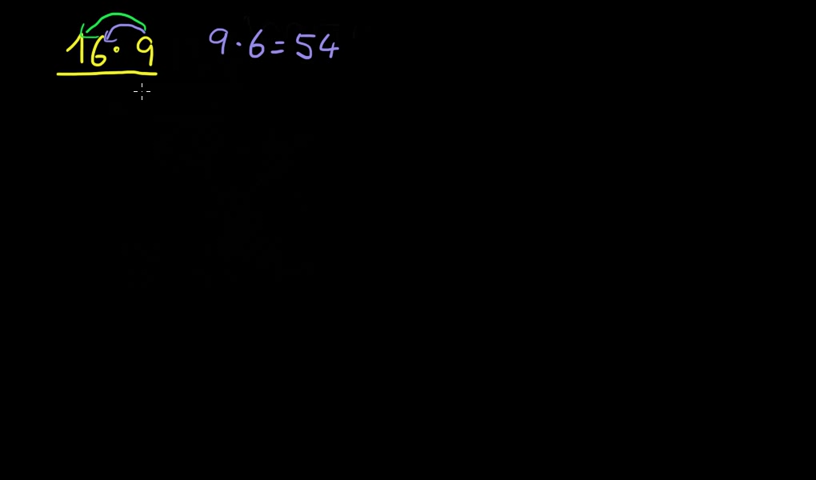 16 · 9 9 · 6 = 54